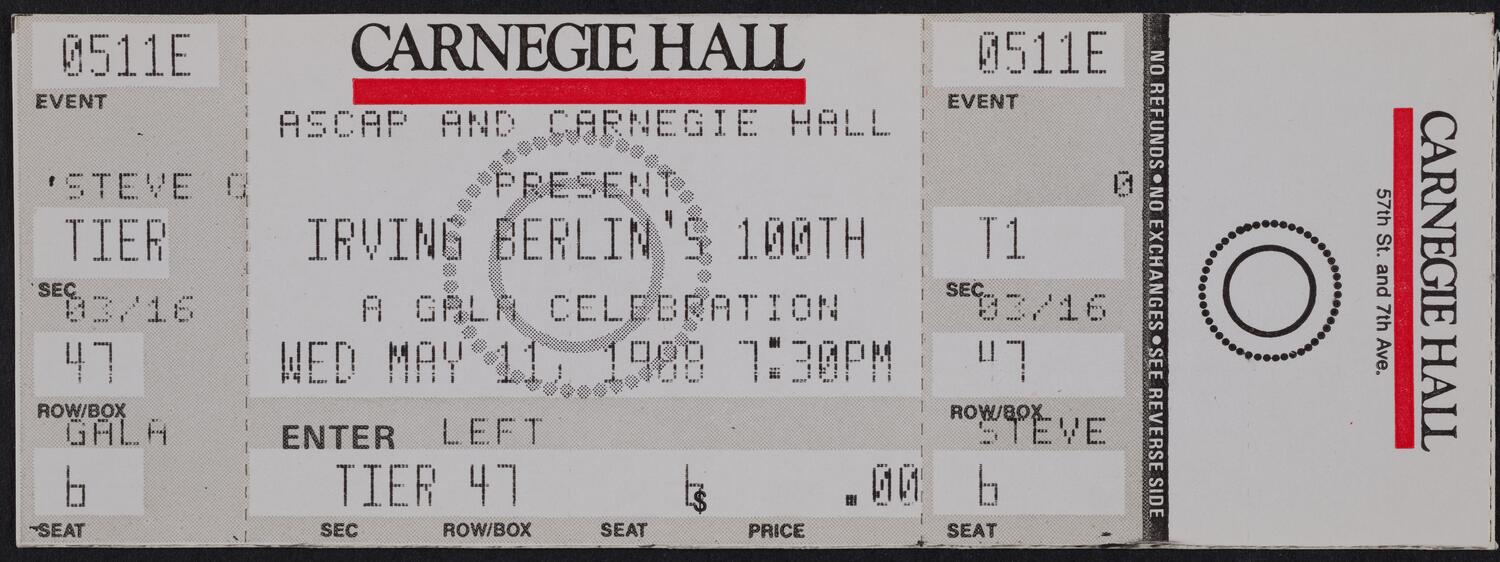 0511E
EVENT
'STEVE G
TIER
SEC
03/16
47
ROW/BOX
GALA
6
SEAT
CARNEGIE HALL
ASCAP AND CARNEGIE HALL
PRESENT
IRVING BERLIN'S 100TH
A GALA CELEBRATION
WED MAY 11, 1988 7:30PM
ENTER LEFT
TIER 47 6 $ .00
SEC ROW/BOX SEAT PRICE
0511E
EVENT
0
T1
SEC
03/16
47
ROW/BOX
STEVE
6
SEAT
NO REFUNDS • NO EXCHANGES • SEE REVERSE SIDE
CARNEGIE HALL
57th St. and 7th Ave.